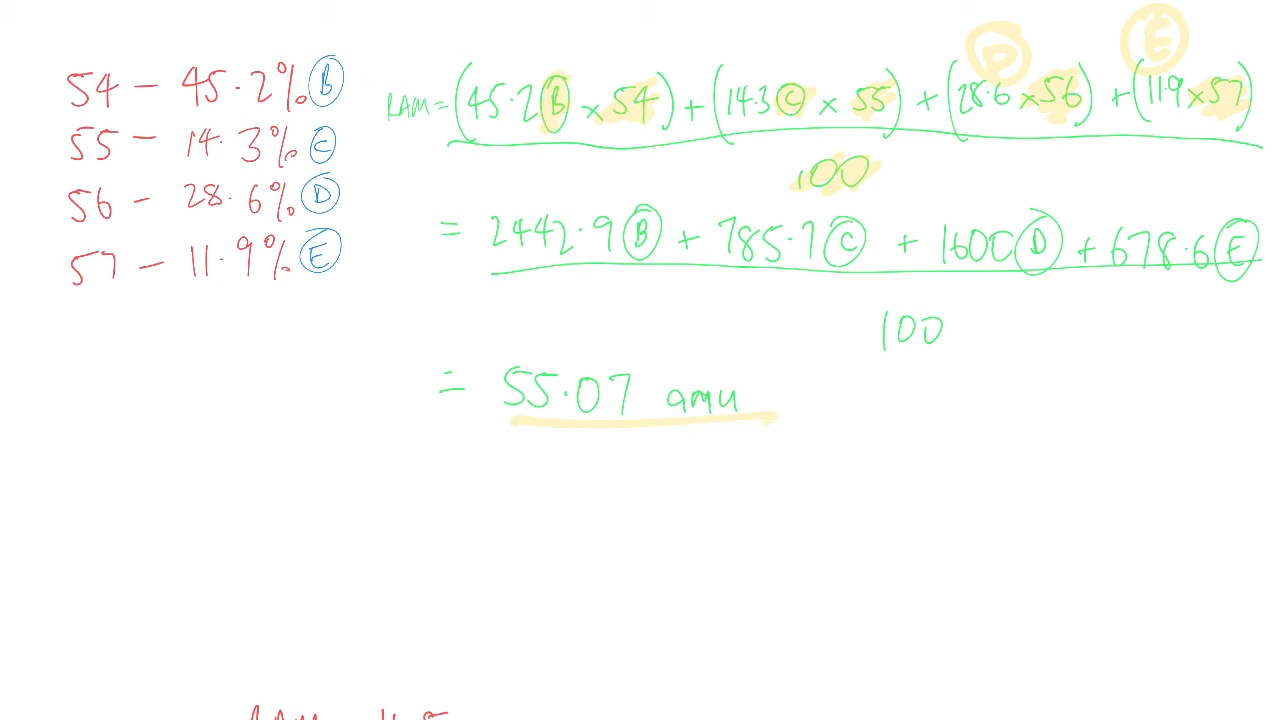 54 - 45.2% B
55 - 14.3% C
56 - 28.6% D
57 - 11.9% E
D E
RAM = (45.2 B × 54) + (14.3 C × 55) + (28.6 × 56) + (11.9 × 57)
100
= 2442.9 B + 785.7 C + 1600 D + 678.6 E
100
= 55.07 amu